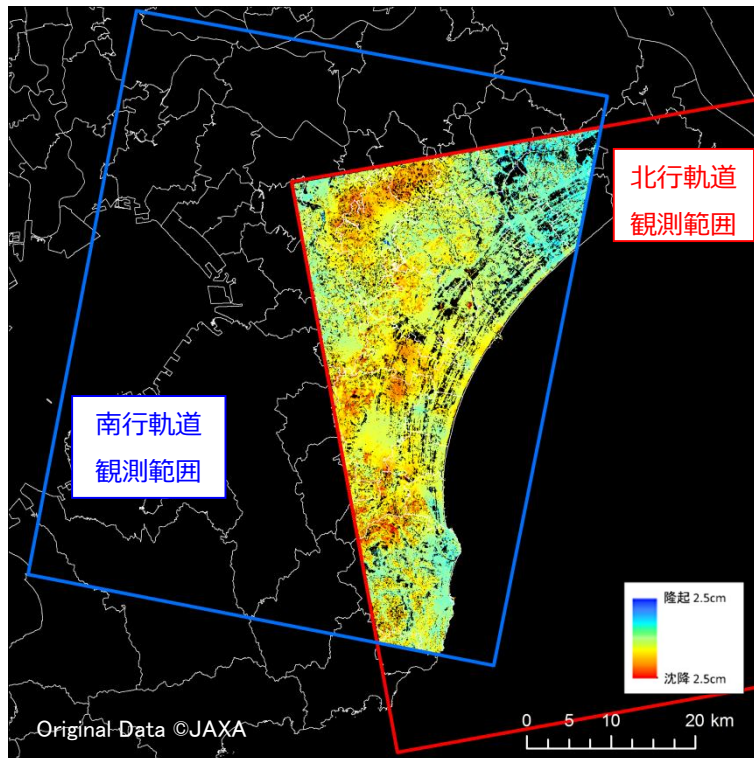 北行軌道
観測範囲
南行軌道
観測範囲
隆起 2.5cm
沈降 2.5cm
Original Data ©JAXA
0 5 10 20 km